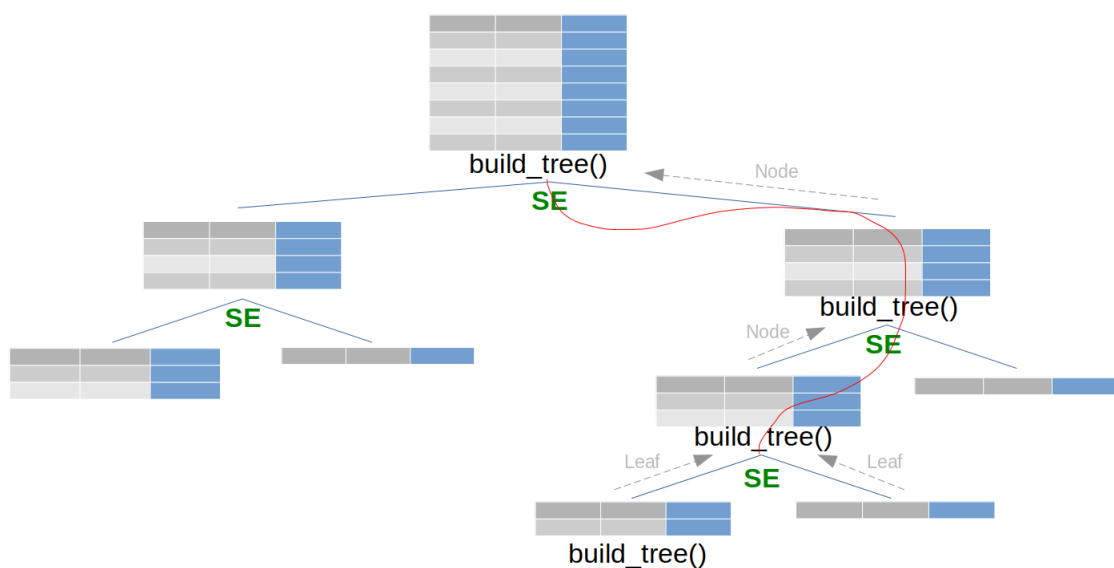 build_tree()
Node
SE
build_tree()
SE
Node
SE
build_tree()
Leaf
Leaf
SE
build_tree()